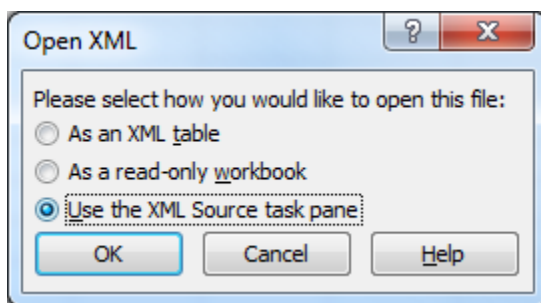 Open XML
?
Please select how you would like to open this file:
As an XML table
As a read-only workbook
Use the XML Source task pane
OK Cancel Help